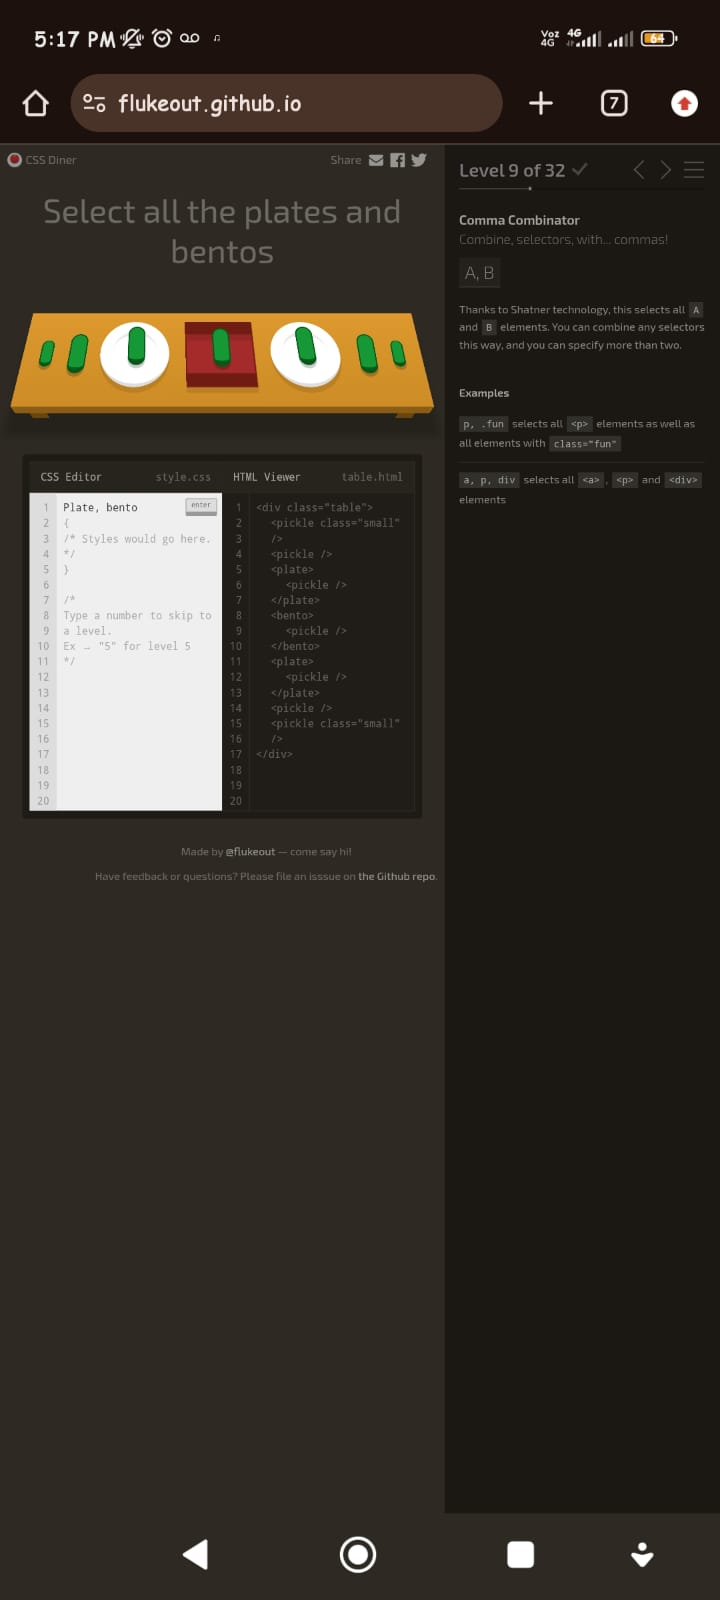 5:17 PM
Voz 4G 4G 64
flukeout.github.io 7
CSS Diner Share
Select all the plates and
bentos
CSS Editor style.css HTML Viewer table.html
1 Plate, bento enter
2 {
3 /* Styles would go here.
4 */
5 }
6
7 /*
8 Type a number to skip to
9 a level.
10 Ex → "5" for level 5
11 */
12
13
14
15
16
17
18
19
20
1 <div class="table">
2 <pickle class="small"
3 />
4 <pickle />
5 <plate>
6 <pickle />
7 </plate>
8 <bento>
9 <pickle />
10 </bento>
11 <plate>
12 <pickle />
13 </plate>
14 <pickle />
15 <pickle class="small"
16 />
17 </div>
18
19
20
Made by @flukeout — come say hi!
Have feedback or questions? Please file an isssue on the Github repo.
Level 9 of 32
Comma Combinator
Combine, selectors, with... commas!
A, B
Thanks to Shatner technology, this selects all A
and B elements. You can combine any selectors
this way, and you can specify more than two.
Examples
p, .fun selects all <p> elements as well as
all elements with class="fun"
a, p, div selects all <a>, <p> and <div>
elements